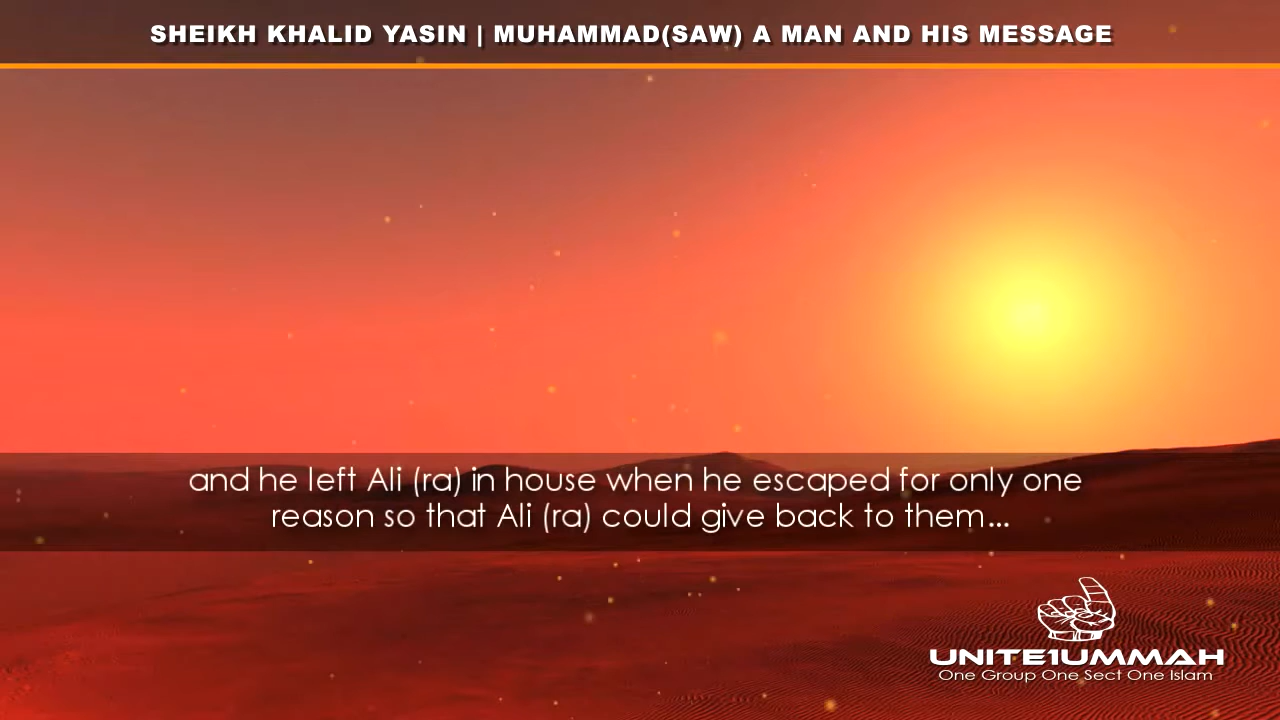 SHEIKH KHALID YASIN | MUHAMMAD(SAW) A MAN AND HIS MESSAGE
and he left Ali (ra) in house when he escaped for only one
reason so that Ali (ra) could give back to them...
UNITE1UMMAH
One Group One Sect One Islam